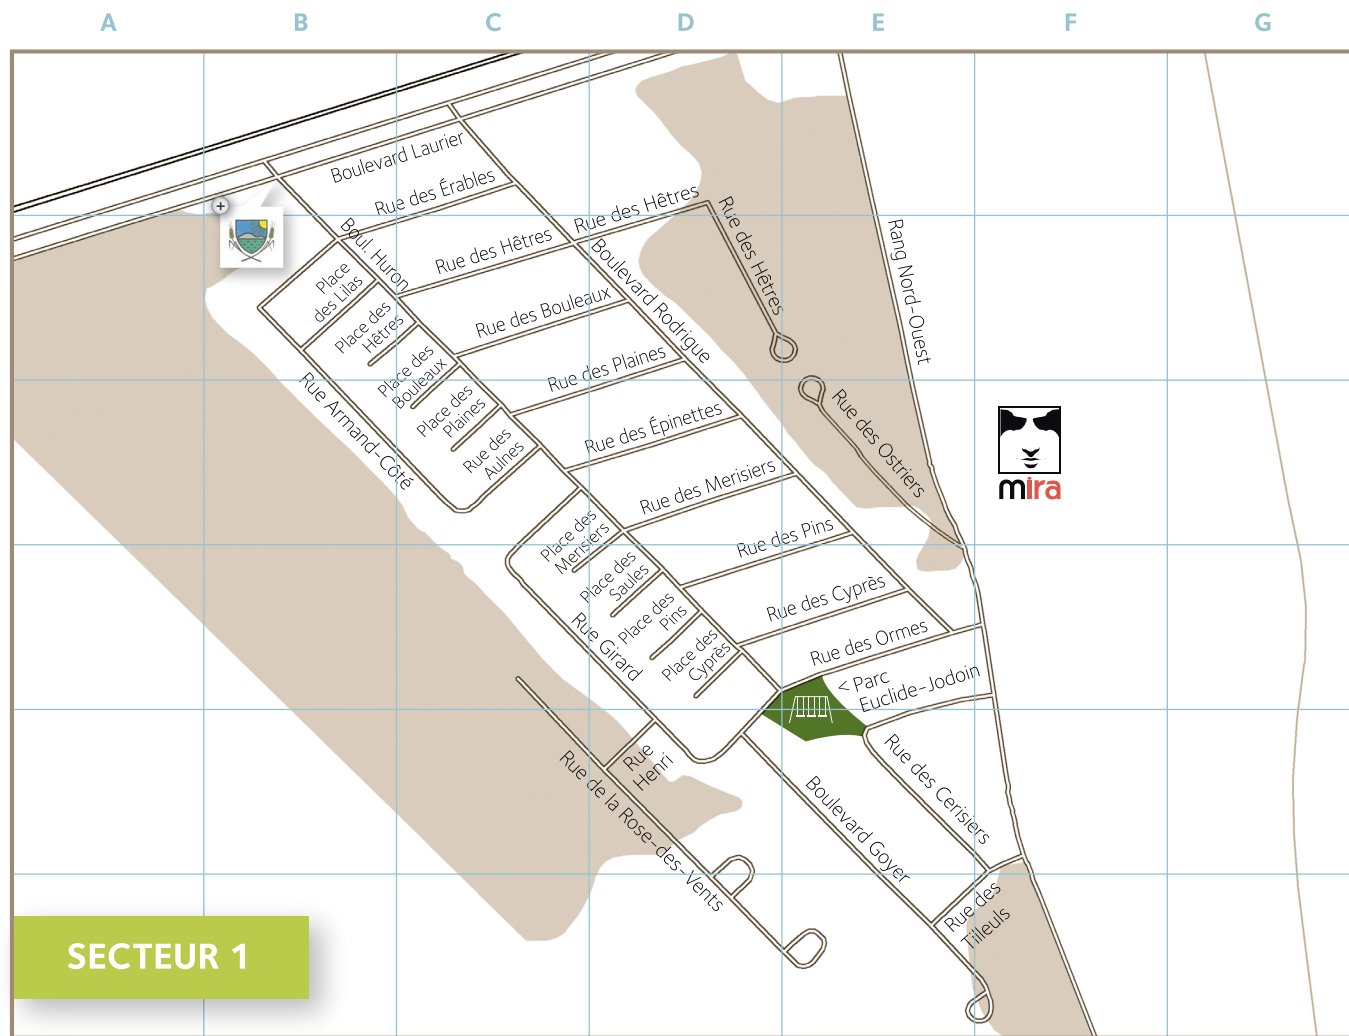 A B C D E F G
Boulevard Laurier
Rue des Érables
Rue des Hêtres
Rue des Hêtres
Rue des Hêtres
Boul. Huron
Rang Nord-Ouest
Place
des Lilas
Boulevard Rodrigue
Rue des Bouleaux
Place des
Hêtres
Place des
Bouleaux
Rue des Plaines
Rue Armand-Côté
Place des
Plaines
Rue des Épinettes
Rue des Ostriers
Rue des
Aulnes
mira
Rue des Merisiers
Place des
Merisiers
Rue des Pins
Place des
Saules
Rue des Cyprès
Place des
Pins
Rue Girard
Place des
Cyprès
Rue des Ormes
< Parc
Euclide-Jodoin
Rue
Henri
Rue de la Rose-des-Vents
Boulevard Goyer
Rue des Cerisiers
Rue des
Tilleuls
SECTEUR 1